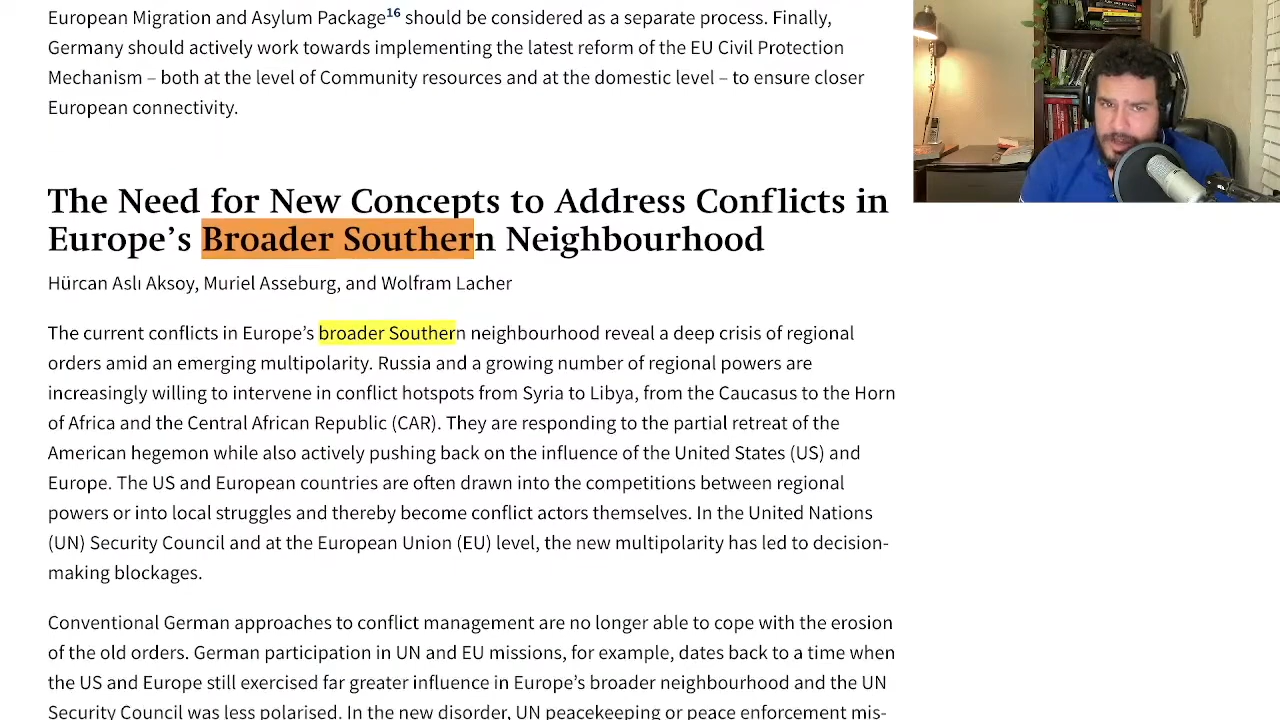 European Migration and Asylum Package16 should be considered as a separate process. Finally,
Germany should actively work towards implementing the latest reform of the EU Civil Protection
Mechanism – both at the level of Community resources and at the domestic level – to ensure closer
European connectivity.
The Need for New Concepts to Address Conflicts in
Europe’s Broader Southern Neighbourhood
Hürcan Aslı Aksoy, Muriel Asseburg, and Wolfram Lacher
The current conflicts in Europe’s broader Southern neighbourhood reveal a deep crisis of regional
orders amid an emerging multipolarity. Russia and a growing number of regional powers are
increasingly willing to intervene in conflict hotspots from Syria to Libya, from the Caucasus to the Horn
of Africa and the Central African Republic (CAR). They are responding to the partial retreat of the
American hegemon while also actively pushing back on the influence of the United States (US) and
Europe. The US and European countries are often drawn into the competitions between regional
powers or into local struggles and thereby become conflict actors themselves. In the United Nations
(UN) Security Council and at the European Union (EU) level, the new multipolarity has led to decision-
making blockages.
Conventional German approaches to conflict management are no longer able to cope with the erosion
of the old orders. German participation in UN and EU missions, for example, dates back to a time when
the US and Europe still exercised far greater influence in Europe’s broader neighbourhood and the UN
Security Council was less polarised. In the new disorder, UN peacekeeping or peace enforcement mis-